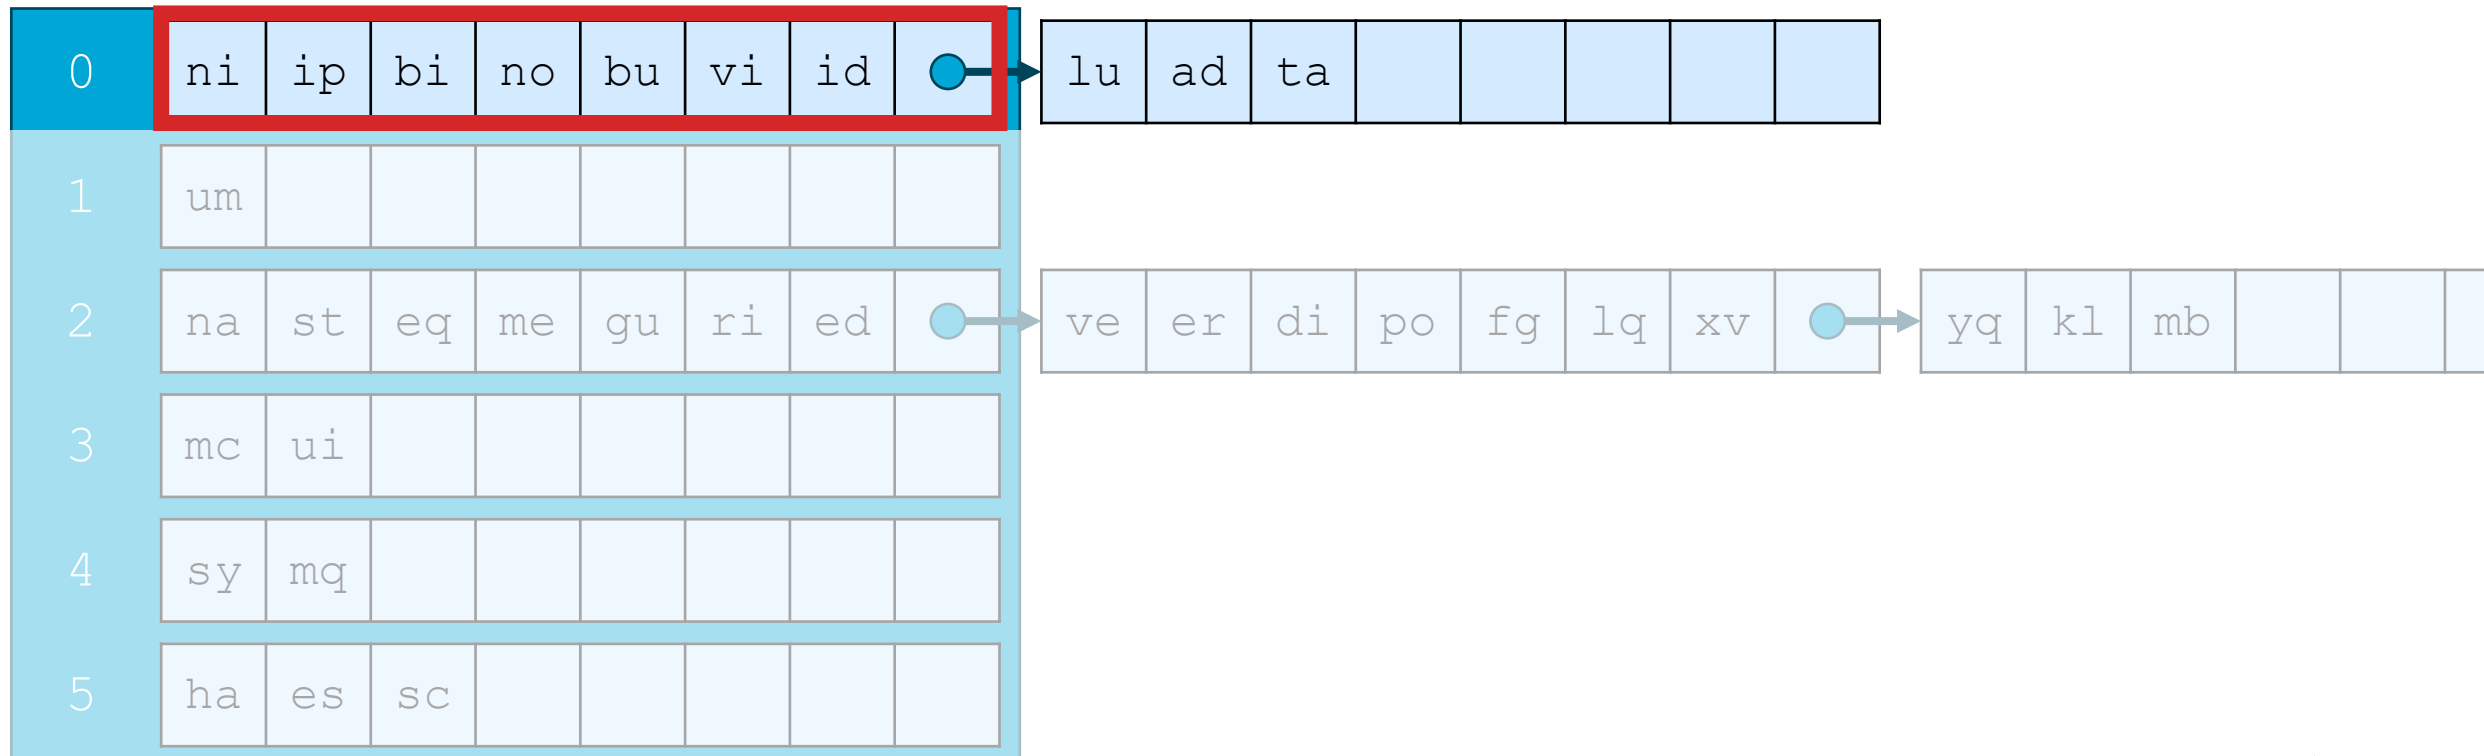 0 ni ip bi no bu vi id lu ad ta
1 um
2 na st eq me gu ri ed ve er di po fg lq xv yq kl mb
3 mc ui
4 sy mq
5 ha es sc